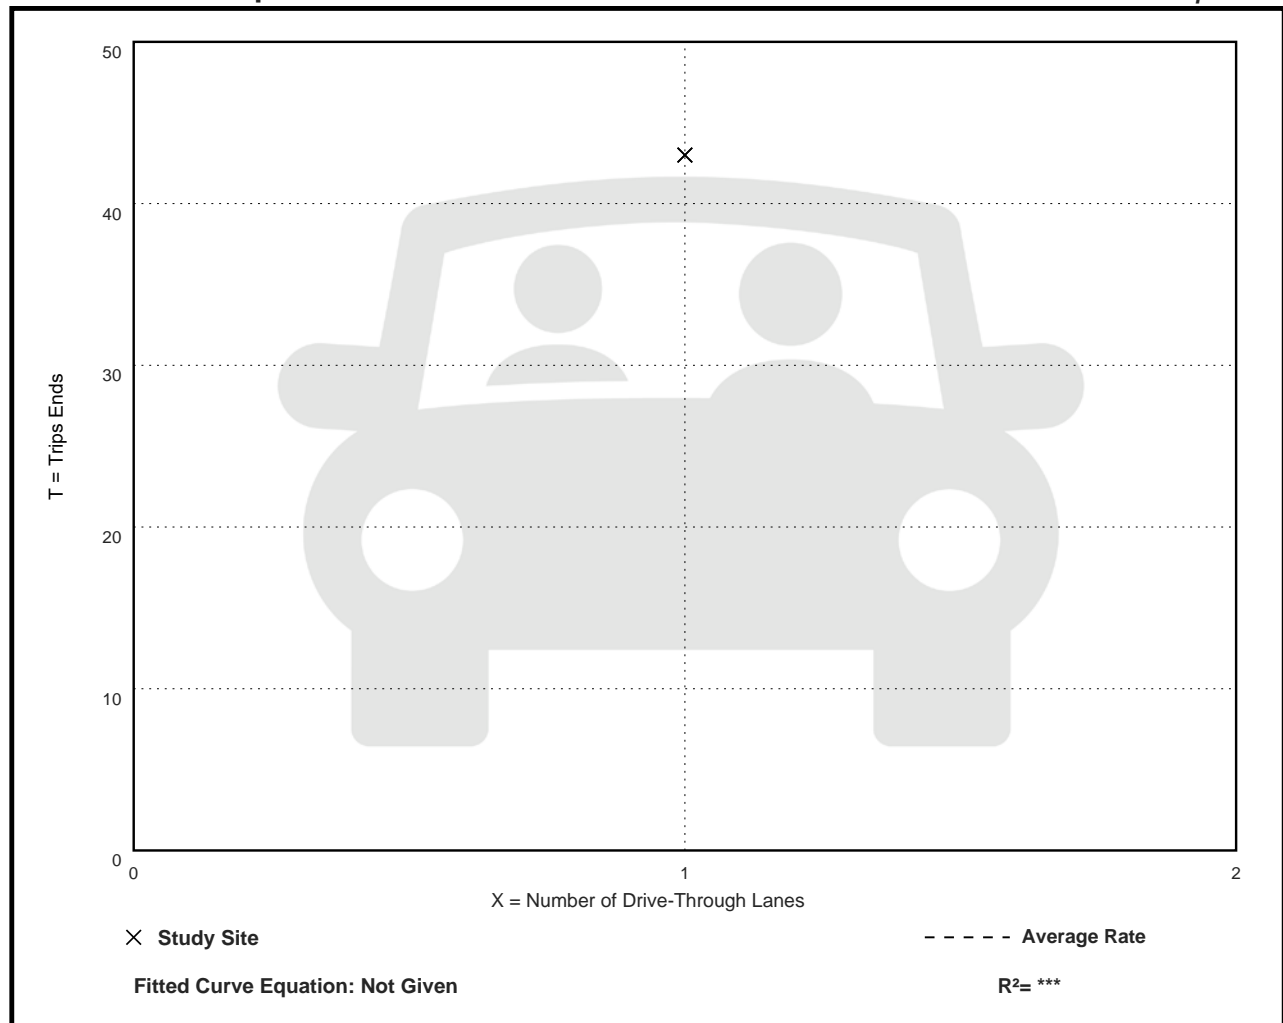 50
40
30
20
10
0
T = Trips Ends
0 1 2
X = Number of Drive-Through Lanes
Study Site
Average Rate
Fitted Curve Equation: Not Given
R²= ***